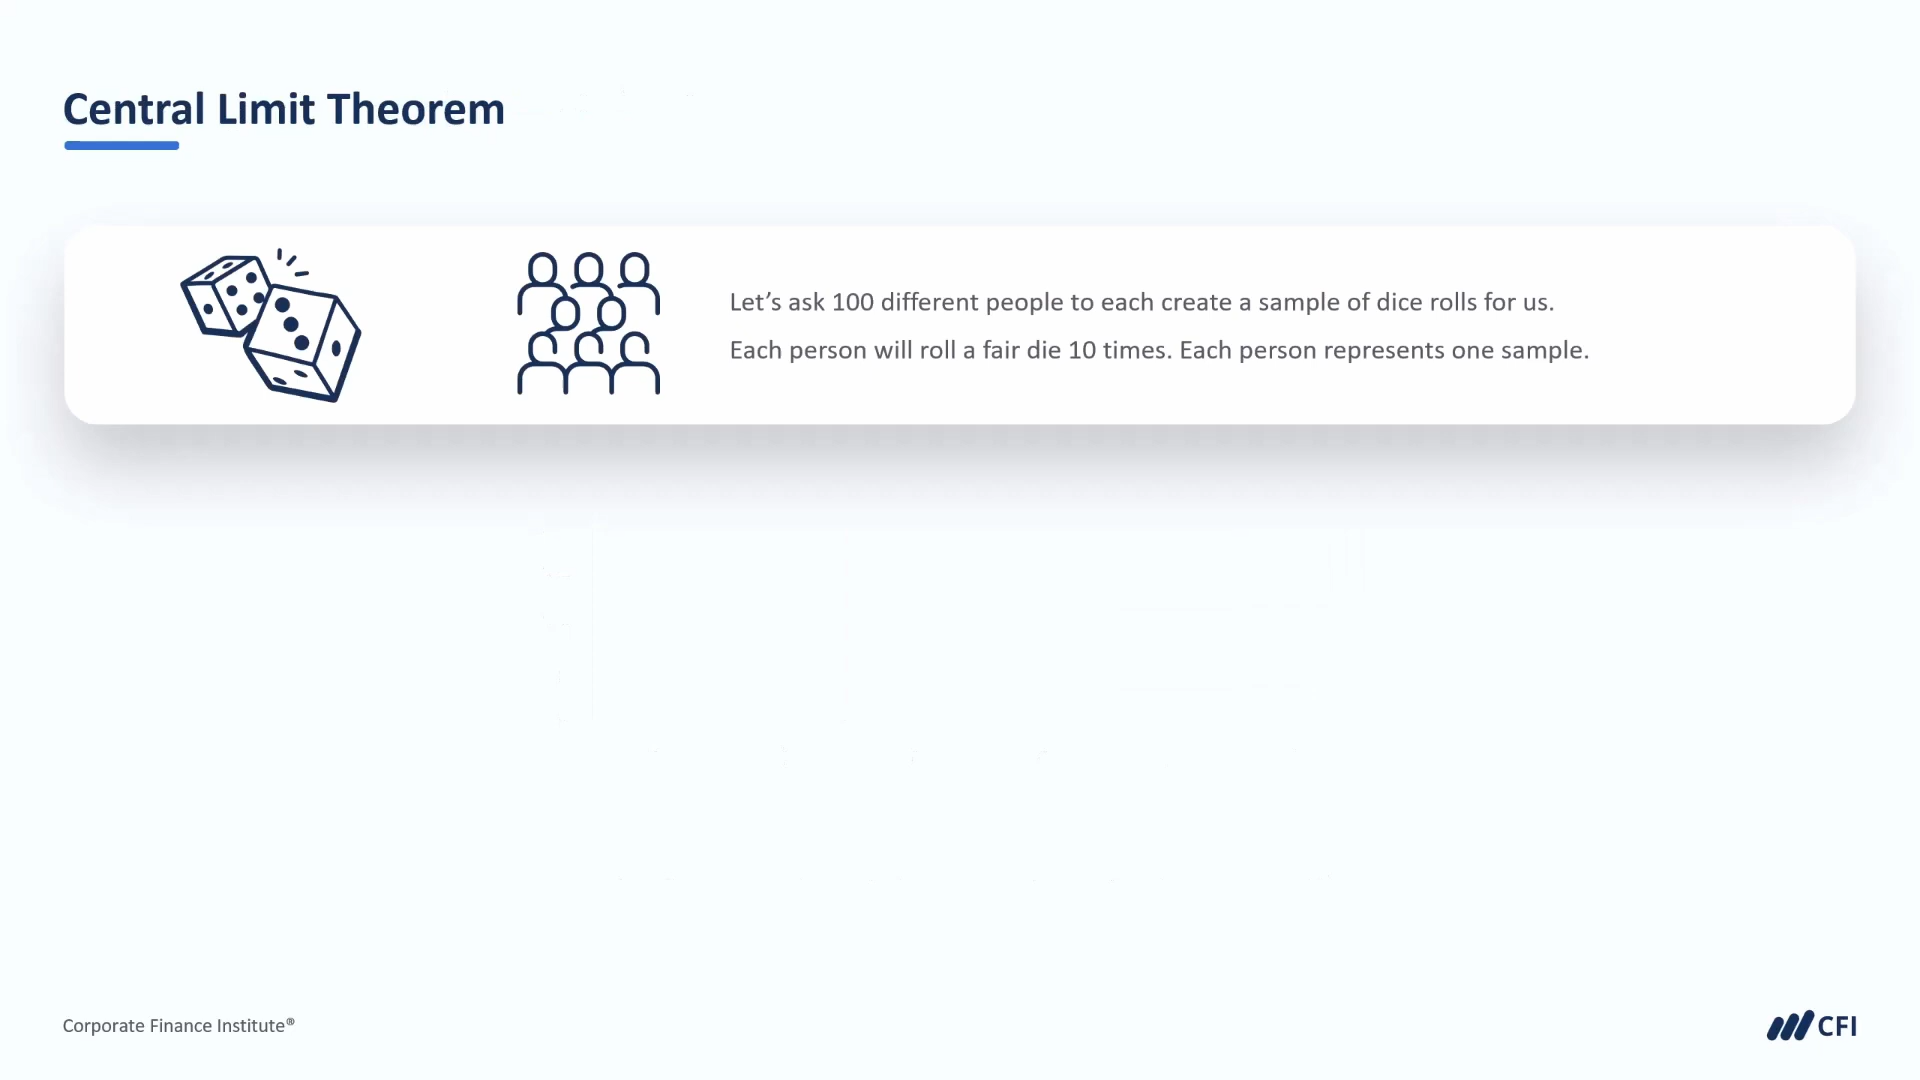 Central Limit Theorem
Let’s ask 100 different people to each create a sample of dice rolls for us.
Each person will roll a fair die 10 times. Each person represents one sample.
Corporate Finance Institute®
CFI